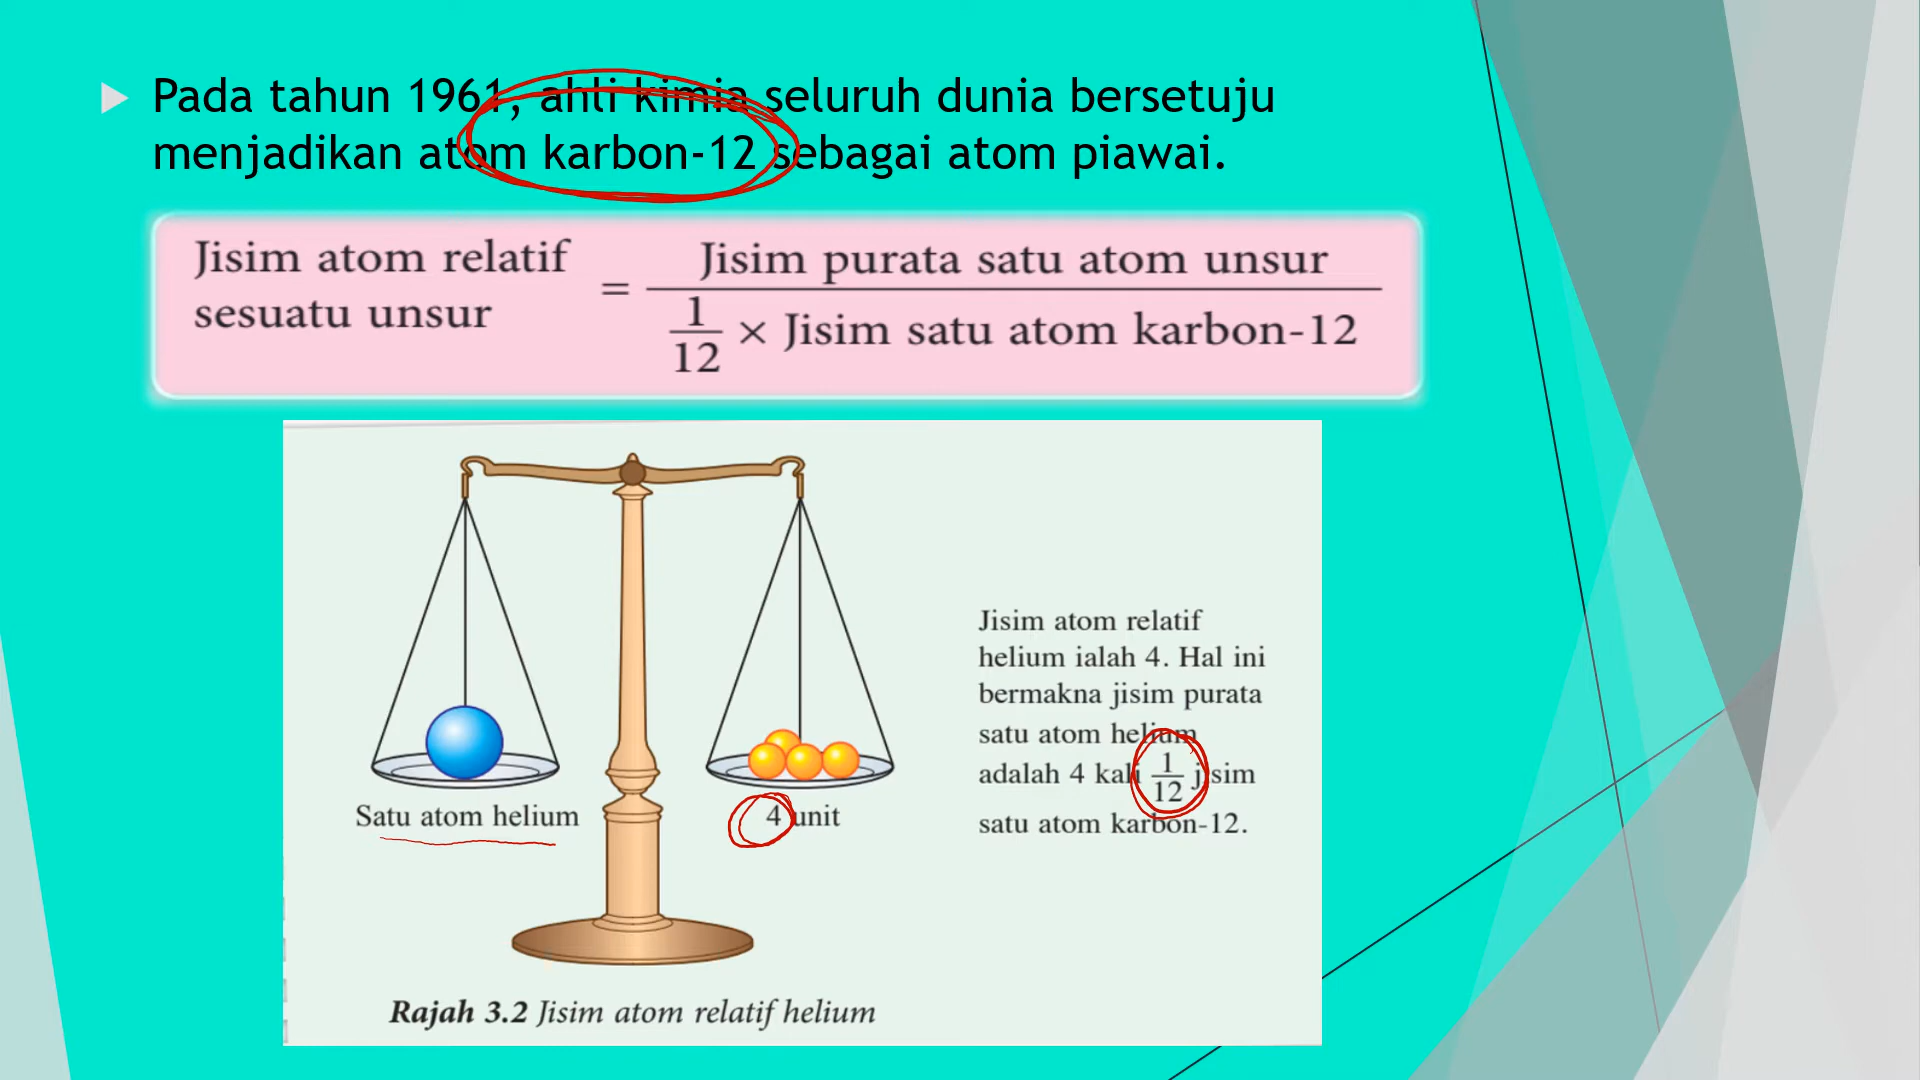 Pada tahun 1961, ahli kimia seluruh dunia bersetuju
menjadikan atom karbon-12 sebagai atom piawai.
Jisim atom relatif
sesuatu unsur
=
Jisim purata satu atom unsur
1
12
× Jisim satu atom karbon-12
Satu atom helium
4 unit
Jisim atom relatif
helium ialah 4. Hal ini
bermakna jisim purata
satu atom helium
adalah 4 kali 1/12 jisim
satu atom karbon-12.
Rajah 3.2 Jisim atom relatif helium